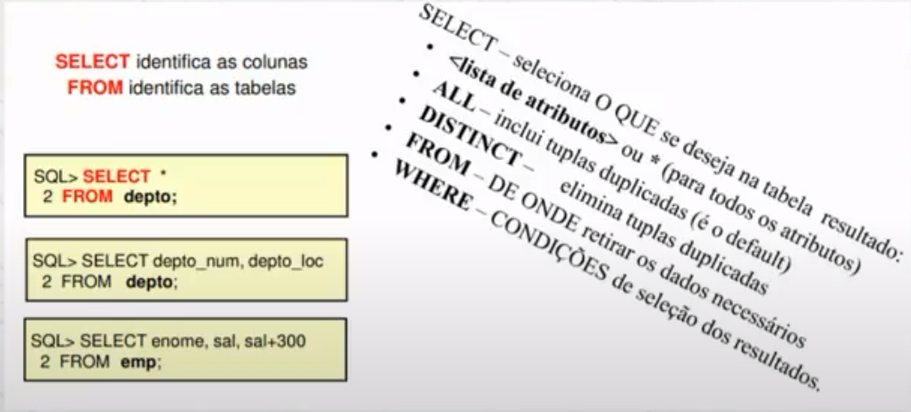 SELECT identifica as colunas
FROM identifica as tabelas
SQL> SELECT *
2 FROM depto;
SQL> SELECT depto_num, depto_loc
2 FROM depto;
SQL> SELECT enome, sal, sal+300
2 FROM emp;
SELECT – seleciona O QUE se deseja na tabela resultado:
• <lista de atributos> ou * (para todos os atributos)
• ALL – inclui tuplas duplicadas (é o default)
• DISTINCT – elimina tuplas duplicadas
• FROM – DE ONDE retirar os dados necessários
• WHERE – CONDIÇÕES de seleção dos resultados.